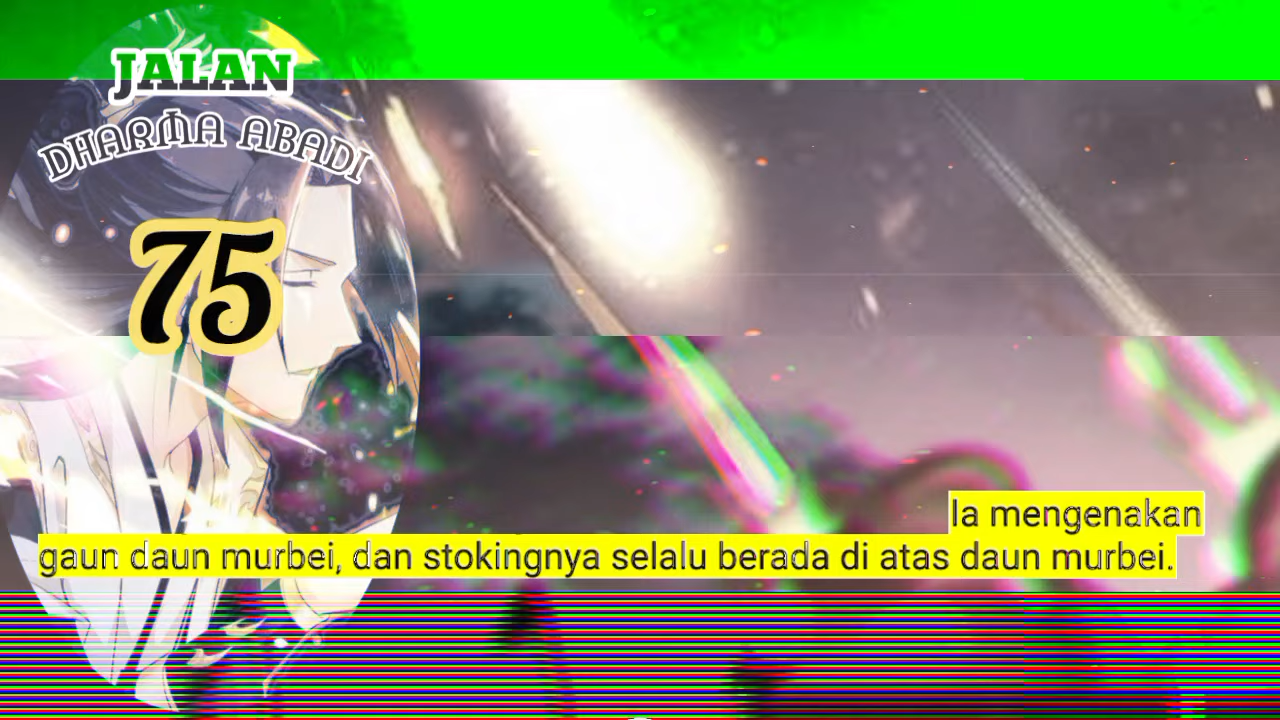 JALAN
DHARMA ABADI
75
Ia mengenakan
gaun daun murbei, dan stokingnya selalu berada di atas daun murbei.